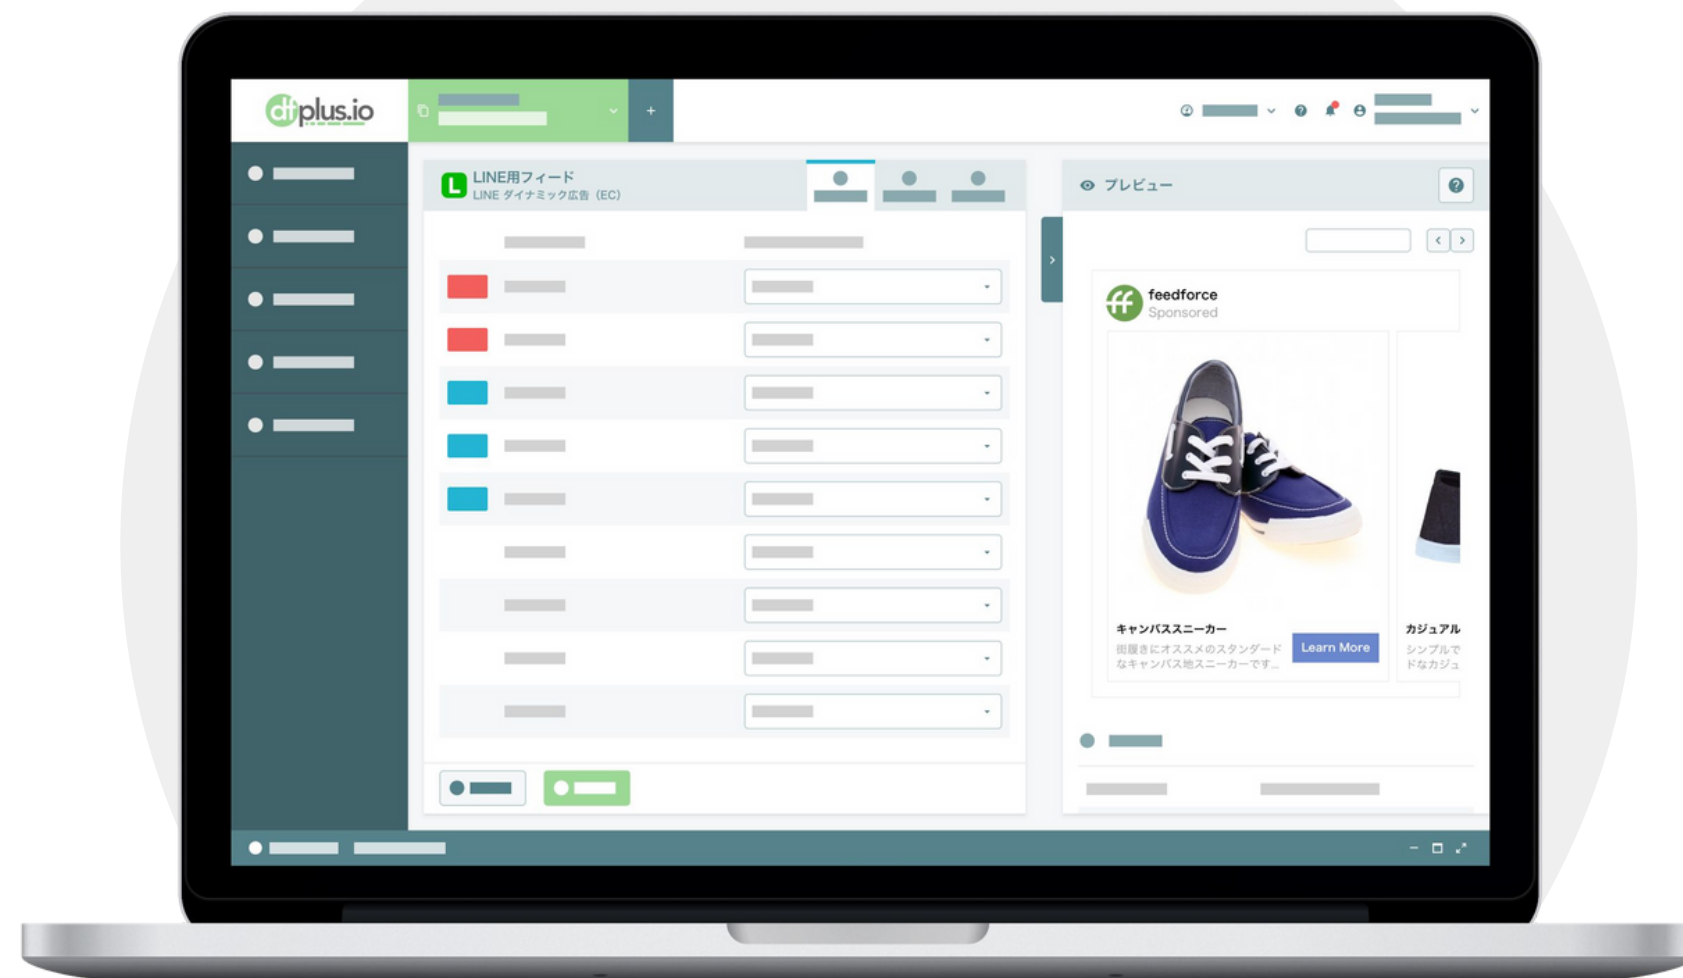 dfplus.io
LINE用フィード
LINE ダイナミック広告（EC）
プレビュー
feedforce
Sponsored
キャンバススニーカー
街履きにオススメのスタンダード
なキャンバス地スニーカーです...
Learn More
カジュアル
シンプルで
ドなカジュ